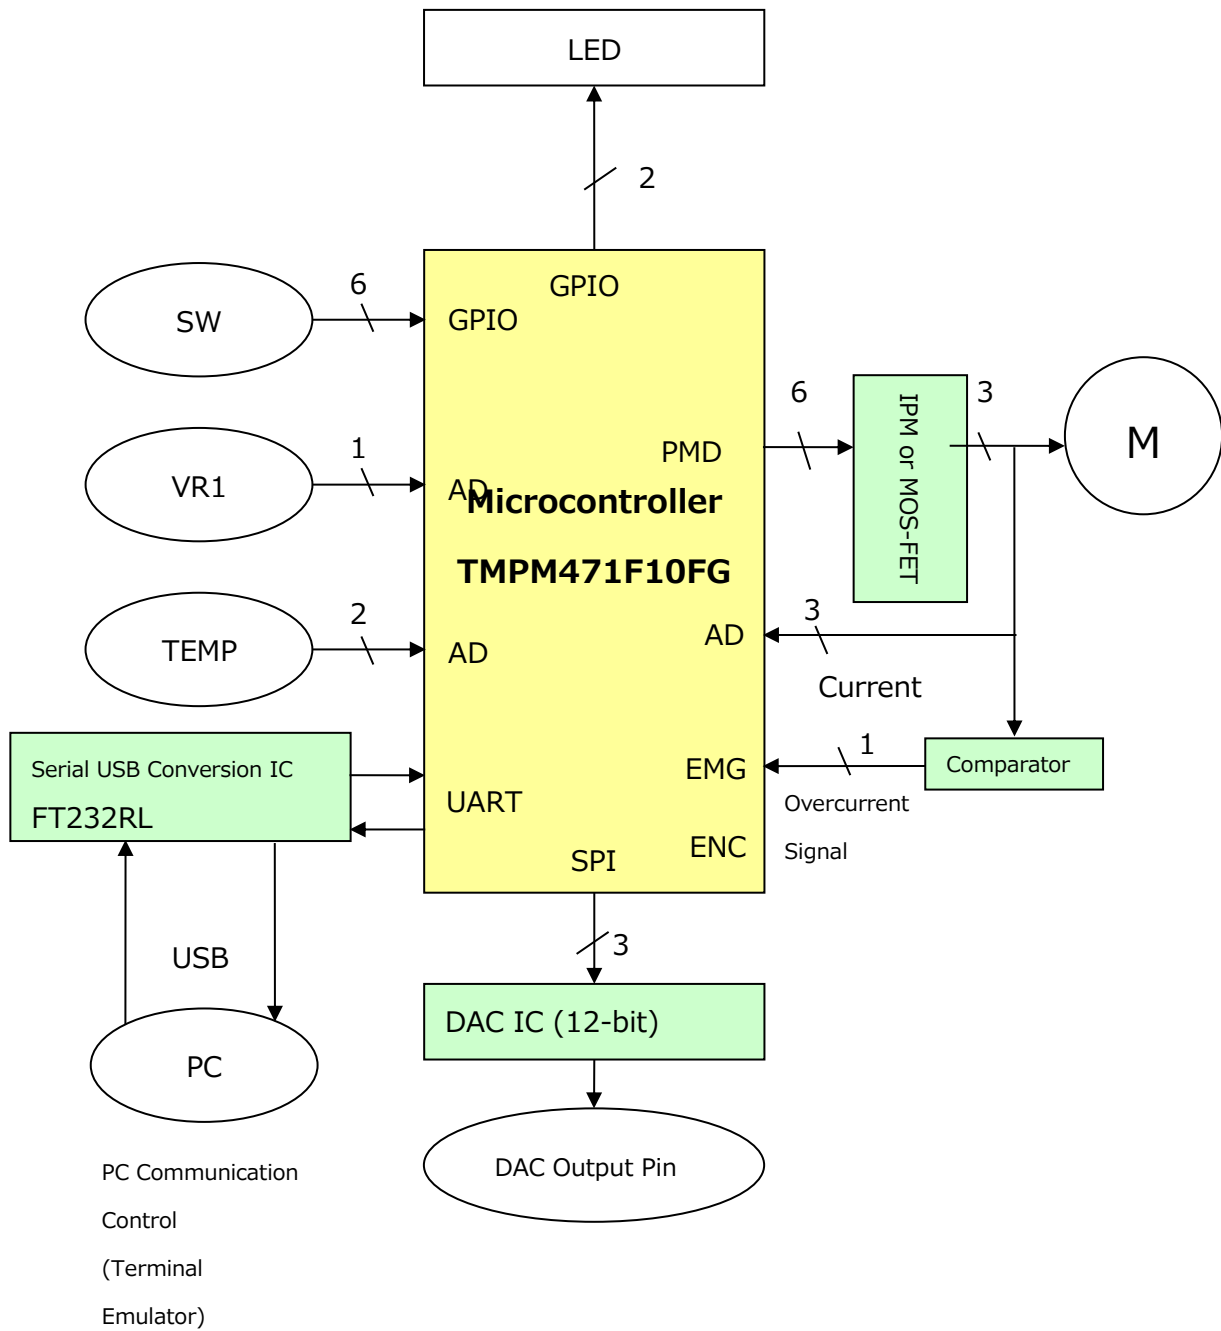 LED
2
GPIO
SW
6
GPIO
VR1
1
AD
TEMP
2
AD
PMD
6
IPM or MOS-FET
3
M
Microcontroller
TMPM471F10FG
AD
3
Current
EMG
1
Comparator
Overcurrent
Signal
ENC
Serial USB Conversion IC
FT232RL
UART
SPI
3
USB
PC
DAC IC (12-bit)
DAC Output Pin
PC Communication
Control
(Terminal
Emulator)